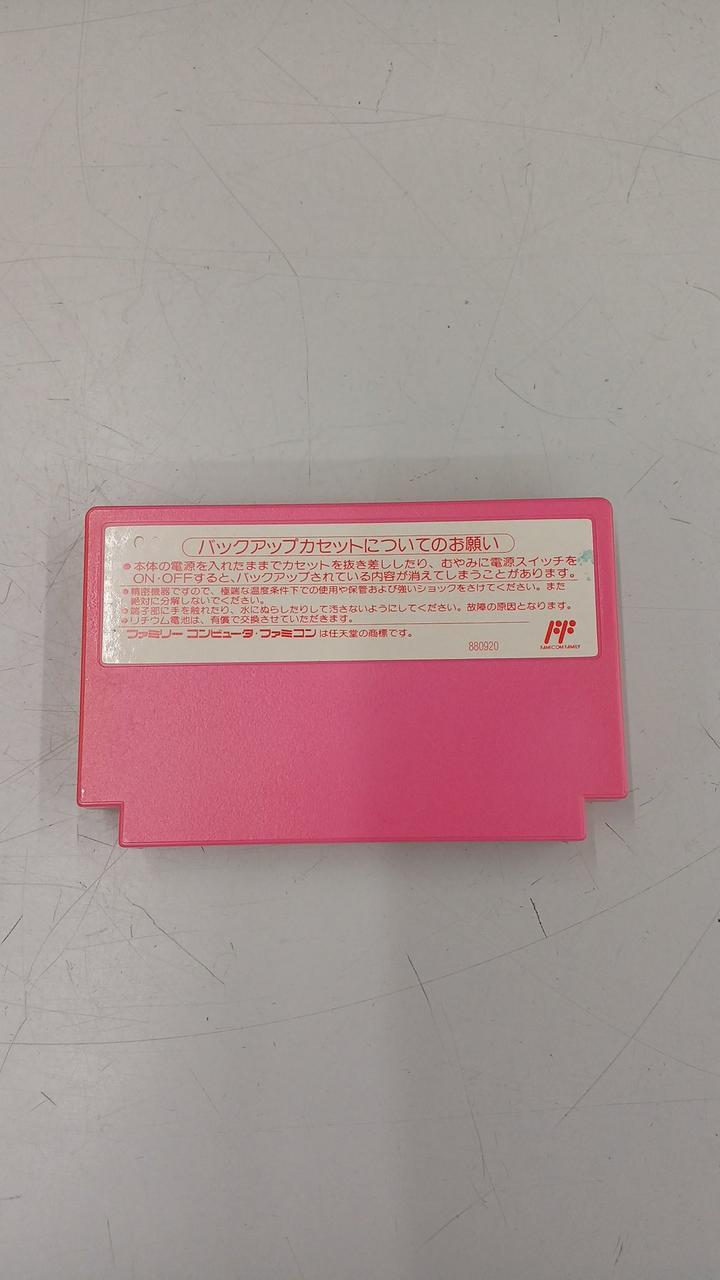 バックアップカセットについてのお願い
●本体の電源を入れたままでカセットを抜き差ししたり、むやみに電源スイッチを
ON・OFFすると、バックアップされている内容が消えてしまうことがあります。
●精密機器ですので、極端な温度条件下での使用や保管および強いショックをさけてください。また
絶対に分解しないでください。
●端子部に手を触れたり、水にぬらしたりして汚さないようにしてください。故障の原因となります。
●リチウム電池は、有償で交換させていただきます。
ファミリーコンピュータ・ファミコンは任天堂の商標です。
880920
FAMICOM FAMILY